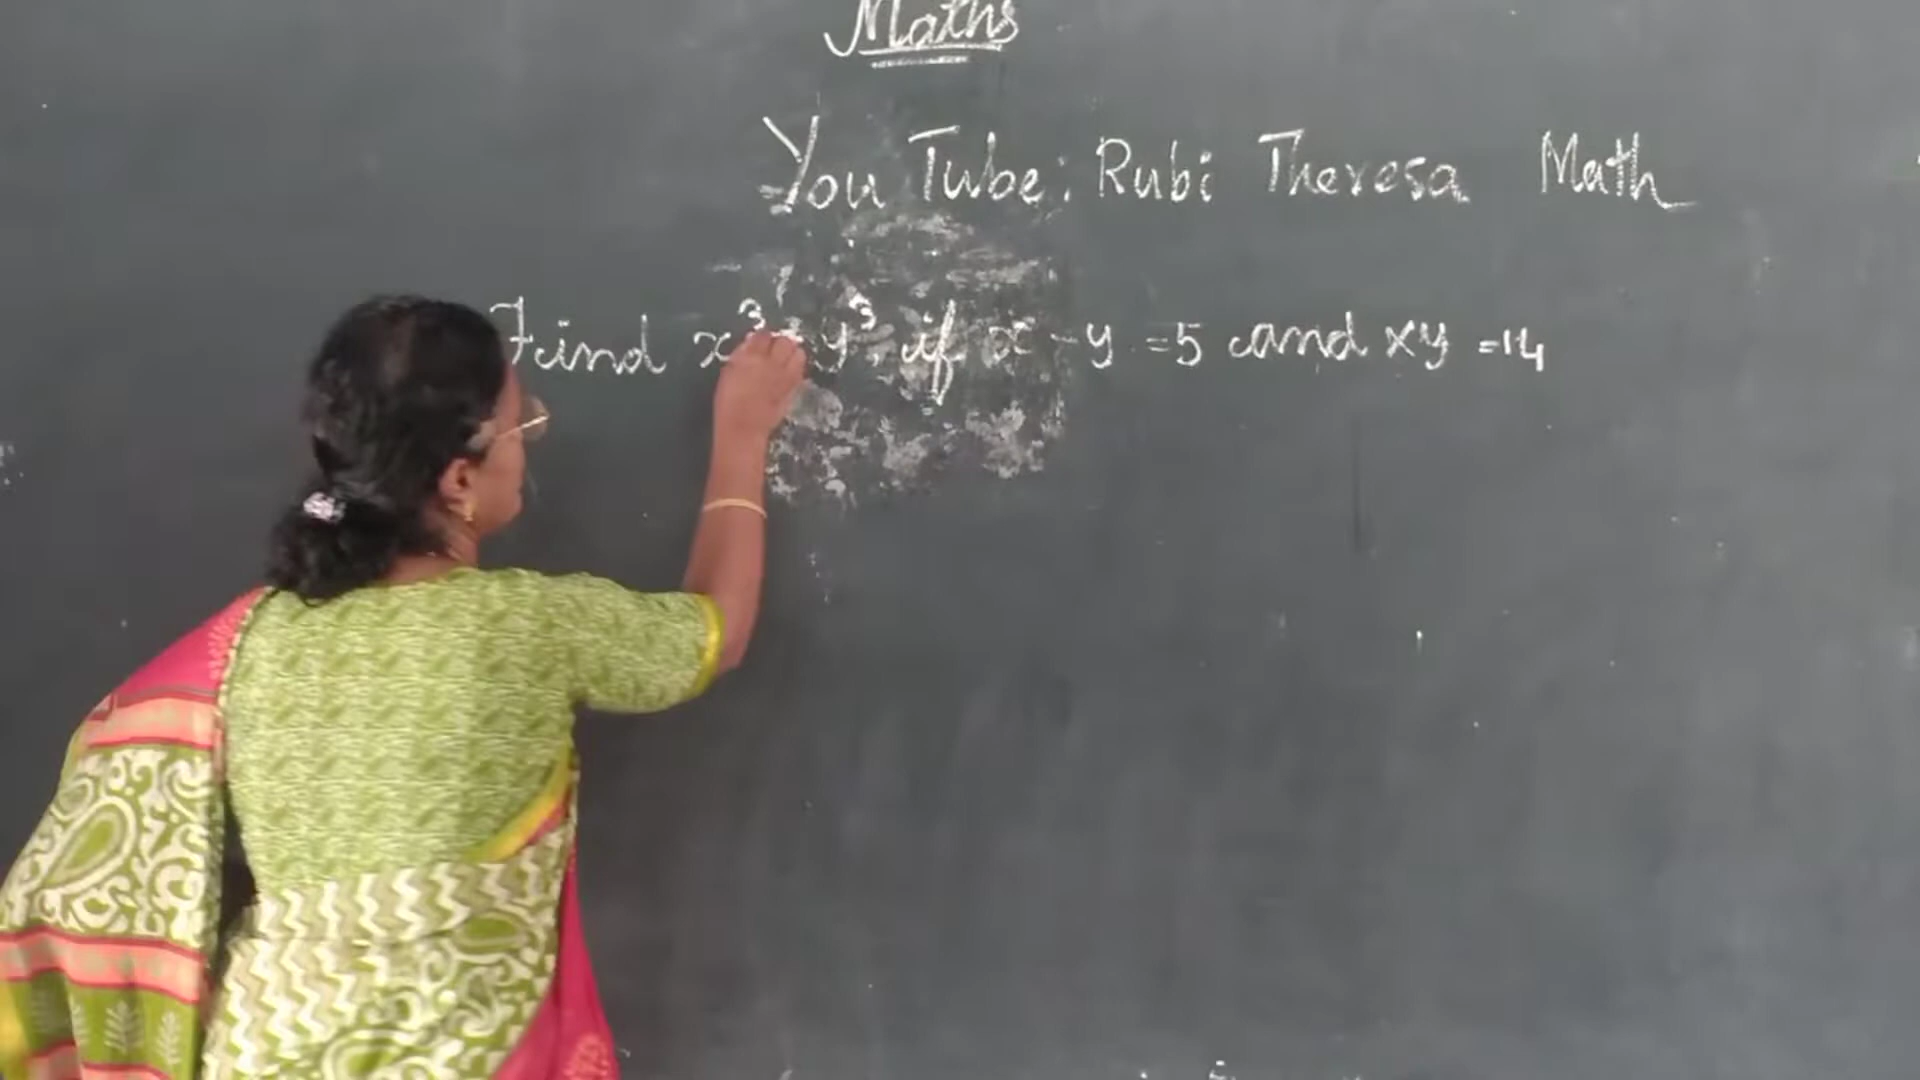 Maths
You Tube: Rubi Theresa Math
Find x³ - y³, if x - y = 5 and xy = 14